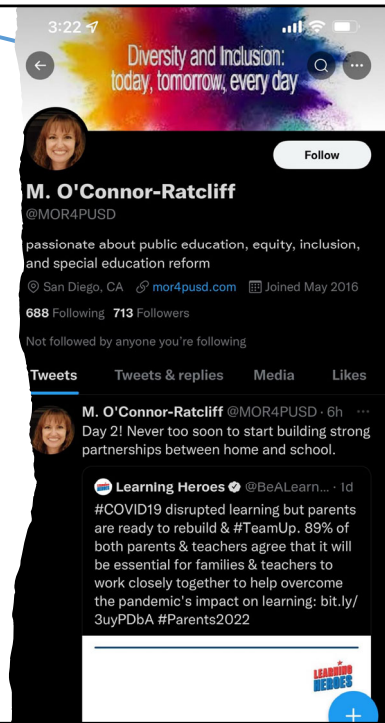 3:22
Diversity and Inclusion:
today, tomorrow, every day
Follow
M. O'Connor-Ratcliff
@MOR4PUSD
passionate about public education, equity, inclusion,
and special education reform
San Diego, CA mor4pusd.com Joined May 2016
688 Following 713 Followers
Not followed by anyone you're following
Tweets Tweets & replies Media Likes
M. O'Connor-Ratcliff @MOR4PUSD · 6h ···
Day 2! Never too soon to start building strong
partnerships between home and school.
Learning Heroes @BeALearn... · 1d
#COVID19 disrupted learning but parents
are ready to rebuild & #TeamUp. 89% of
both parents & teachers agree that it will
be essential for families & teachers to
work closely together to help overcome
the pandemic's impact on learning: bit.ly/
3uyPDbA #Parents2022
LEARNING
HEROES